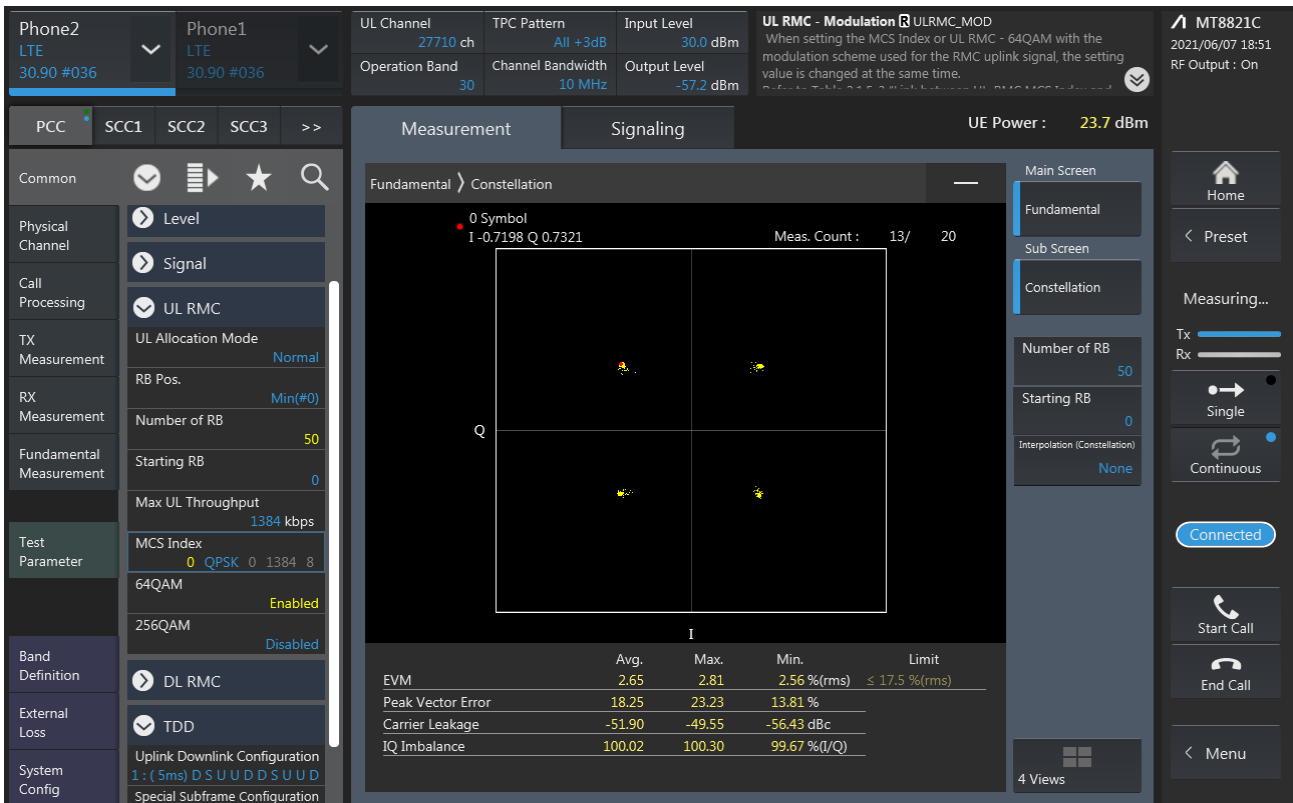 Phone2
LTE
30.90 #036
Phone1
LTE
30.90 #036
UL Channel
27710 ch
TPC Pattern
All +3dB
Input Level
30.0 dBm
Operation Band
30
Channel Bandwidth
10 MHz
Output Level
-57.2 dBm
UL RMC - Modulation R ULRMC_MOD
When setting the MCS Index or UL RMC - 64QAM with the
modulation scheme used for the RMC uplink signal, the setting
value is changed at the same time.
MT8821C
2021/06/07 18:51
RF Output : On
PCC
SCC1
SCC2
SCC3
>>
Measurement
Signaling
UE Power : 23.7 dBm
Common
Physical
Channel
Call
Processing
TX
Measurement
RX
Measurement
Fundamental
Measurement
Test
Parameter
Band
Definition
External
Loss
System
Config
Level
Signal
UL RMC
UL Allocation Mode
Normal
RB Pos.
Min(#0)
Number of RB
50
Starting RB
0
Max UL Throughput
1384 kbps
MCS Index
0 QPSK 0 1384 8
64QAM
Enabled
256QAM
Disabled
DL RMC
TDD
Uplink Downlink Configuration
1 : ( 5ms) D S U U D D S U U D
Special Subframe Configuration
Fundamental > Constellation
0 Symbol
I -0.7198 Q 0.7321
Meas. Count : 13/ 20
Q
I
Avg. Max. Min. Limit
EVM 2.65 2.81 2.56 %(rms) ≤ 17.5 %(rms)
Peak Vector Error 18.25 23.23 13.81 %
Carrier Leakage -51.90 -49.55 -56.43 dBc
IQ Imbalance 100.02 100.30 99.67 %(I/Q)
Main Screen
Fundamental
Sub Screen
Constellation
Number of RB
50
Starting RB
0
Interpolation (Constellation)
None
4 Views
Home
< Preset
Measuring...
Tx
Rx
Single
Continuous
Connected
Start Call
End Call
< Menu